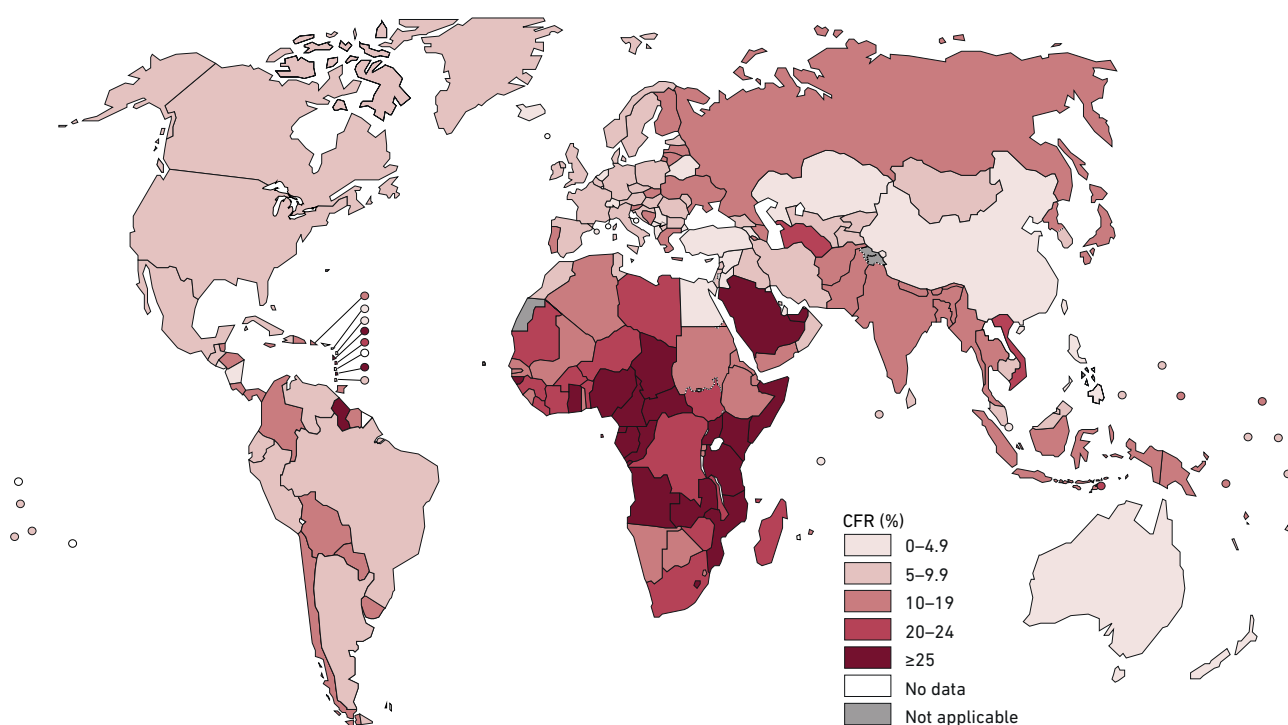 CFR (%)
0–4.9
5–9.9
10–19
20–24
≥25
No data
Not applicable